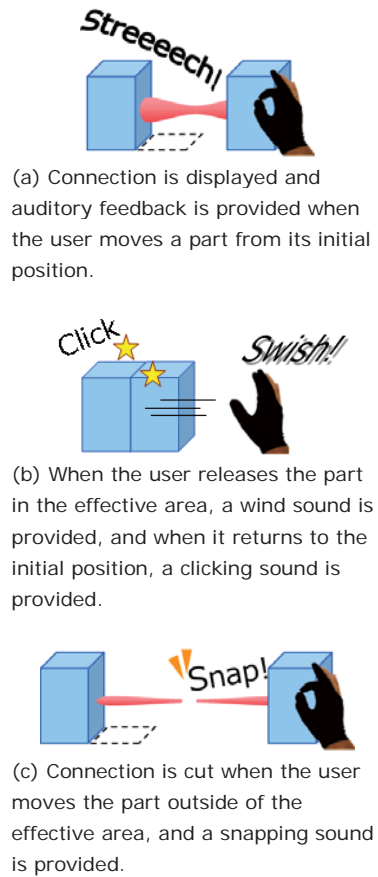 Streeeech!
(a) Connection is displayed and
auditory feedback is provided when
the user moves a part from its initial
position.
Click
Swish!
(b) When the user releases the part
in the effective area, a wind sound is
provided, and when it returns to the
initial position, a clicking sound is
provided.
Snap!
(c) Connection is cut when the user
moves the part outside of the
effective area, and a snapping sound
is provided.